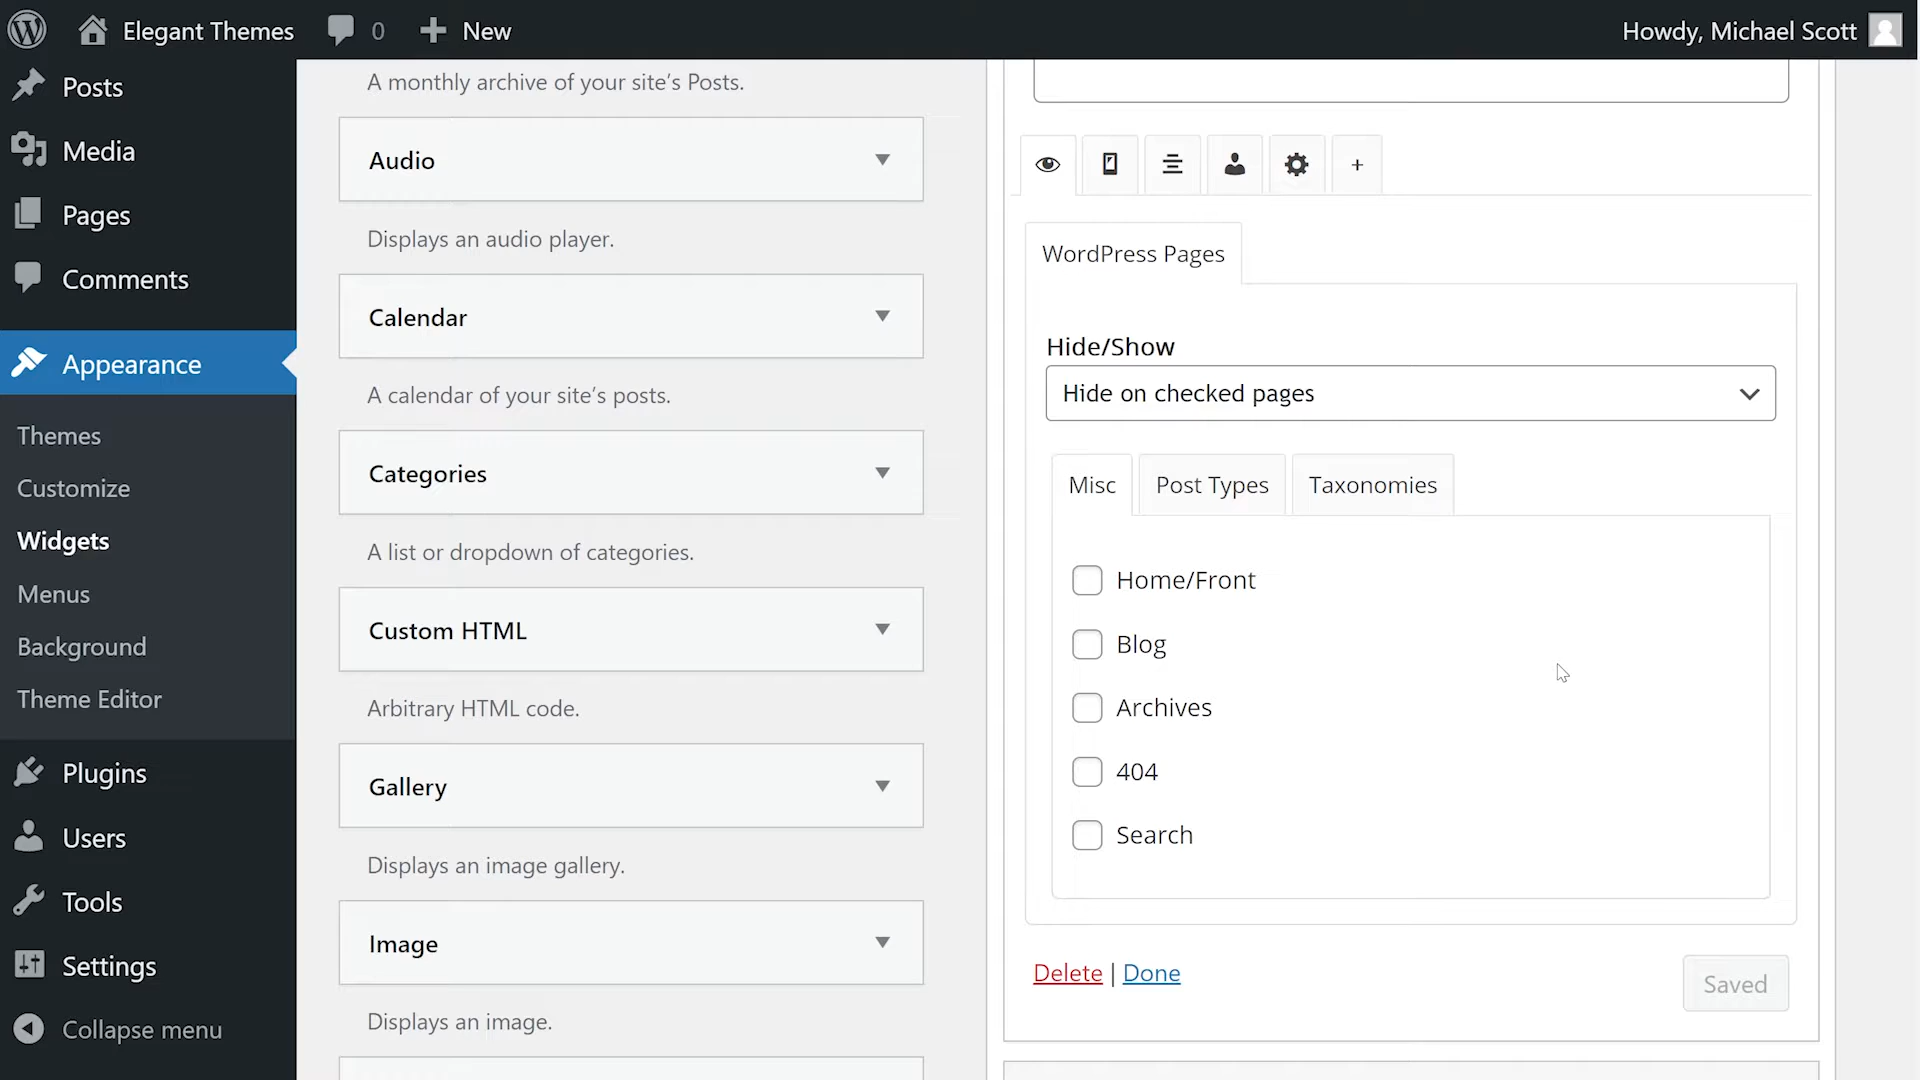 Elegant Themes
0
New
Howdy, Michael Scott
Posts
Media
Pages
Comments
Appearance
Themes
Customize
Widgets
Menus
Background
Theme Editor
Plugins
Users
Tools
Settings
Collapse menu
A monthly archive of your site’s Posts.
Audio
Displays an audio player.
Calendar
A calendar of your site’s posts.
Categories
A list or dropdown of categories.
Custom HTML
Arbitrary HTML code.
Gallery
Displays an image gallery.
Image
Displays an image.
+
WordPress Pages
Hide/Show
Hide on checked pages
Misc
Post Types
Taxonomies
Home/Front
Blog
Archives
404
Search
Delete | Done
Saved